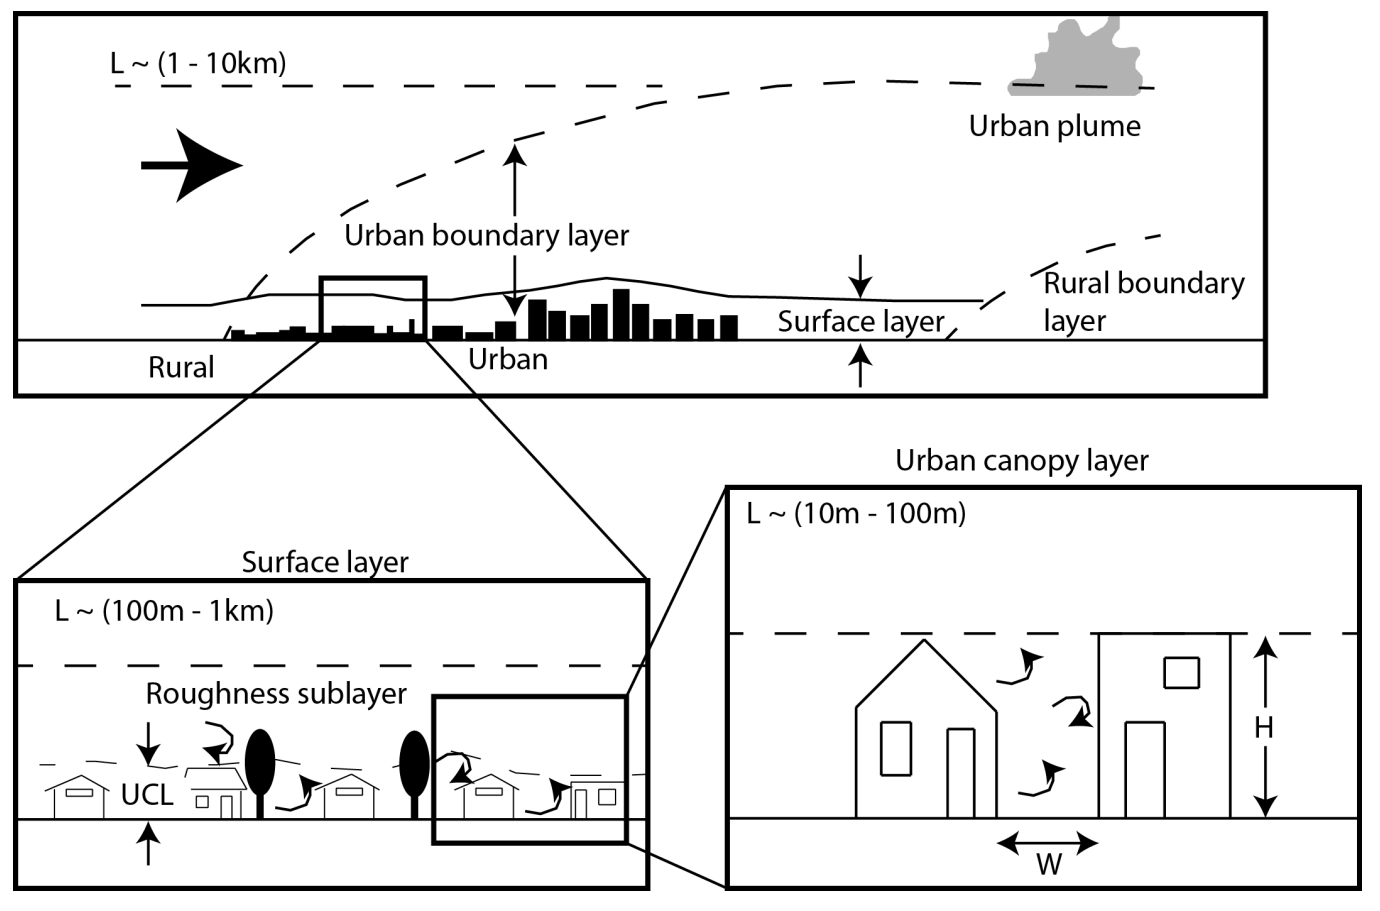 L ~ (1 - 10km)
Urban plume
Urban boundary layer
Rural boundary
layer
Surface layer
Rural
Urban
Urban canopy layer
L ~ (10m - 100m)
H
W
Surface layer
L ~ (100m - 1km)
Roughness sublayer
UCL